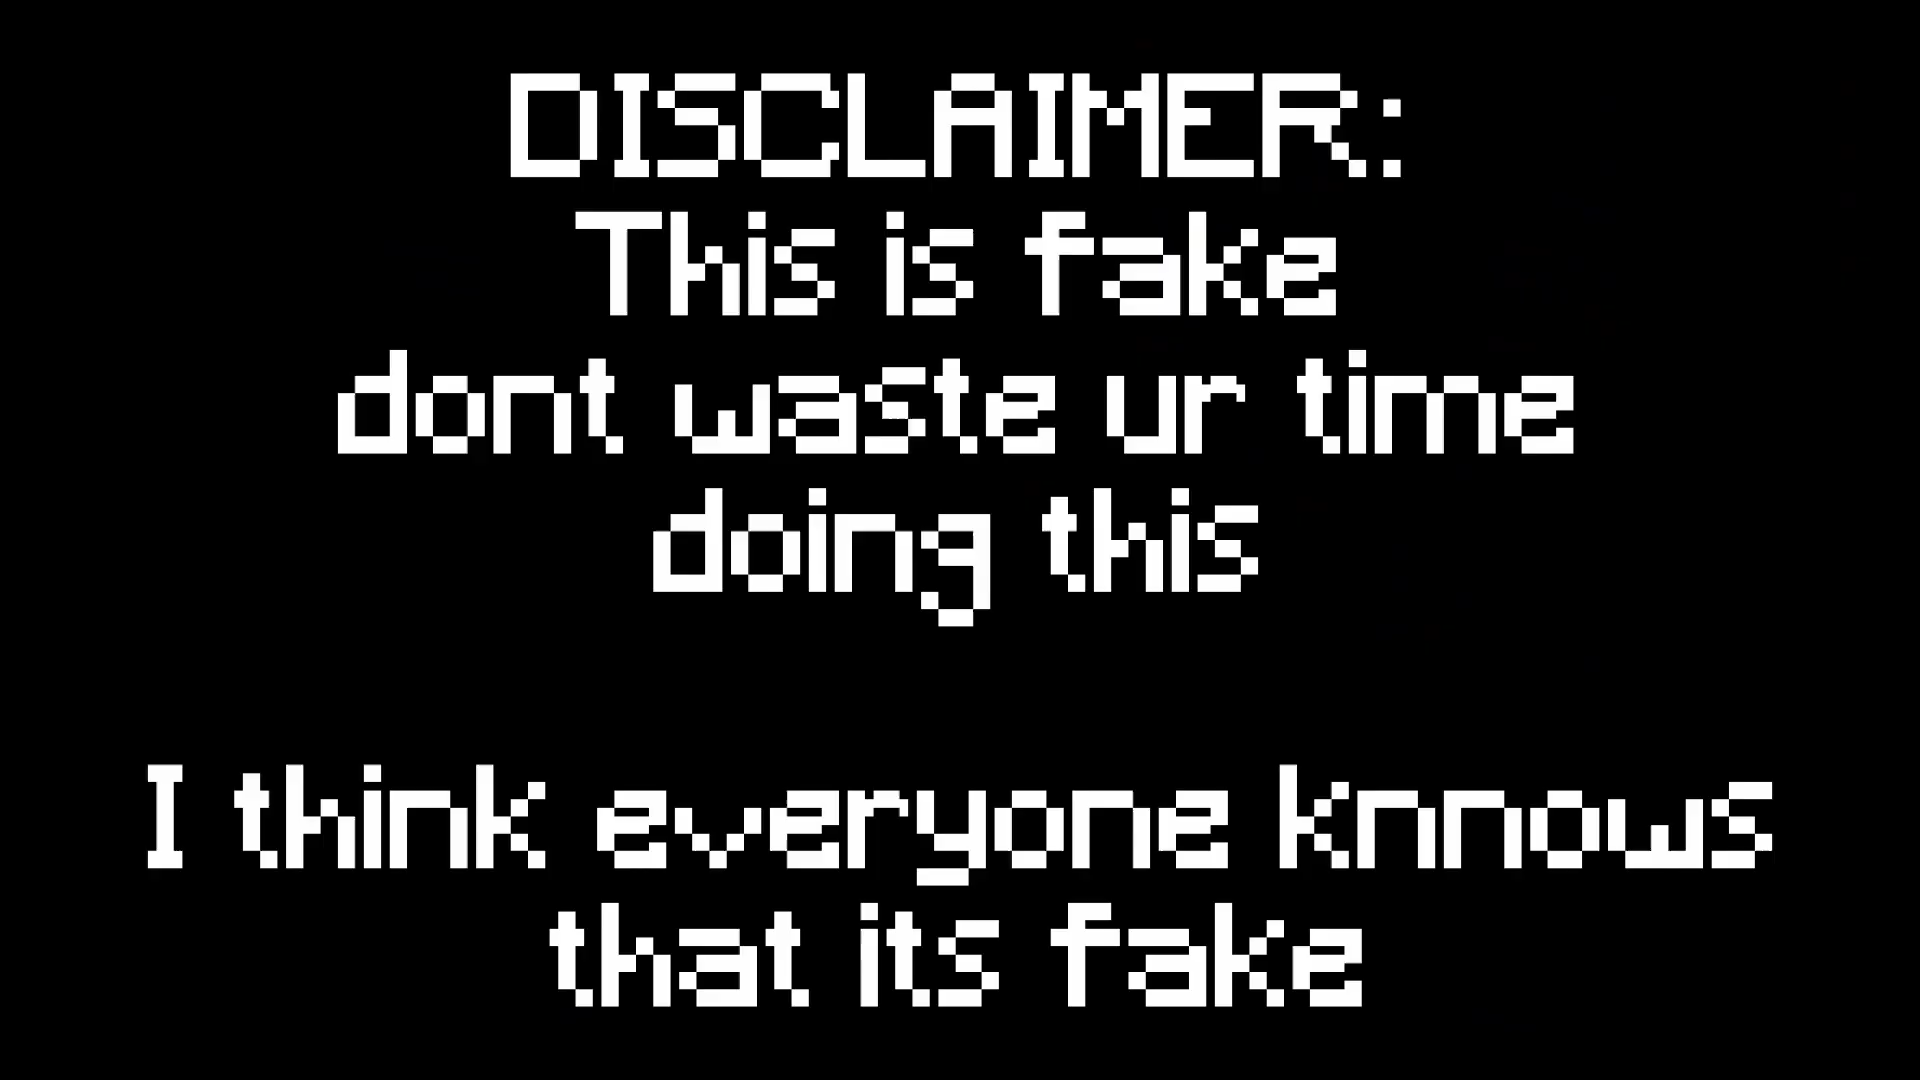 DISCLAIMER:
This is fake
dont waste ur time
doing this
I think everyone knnows
that its fake